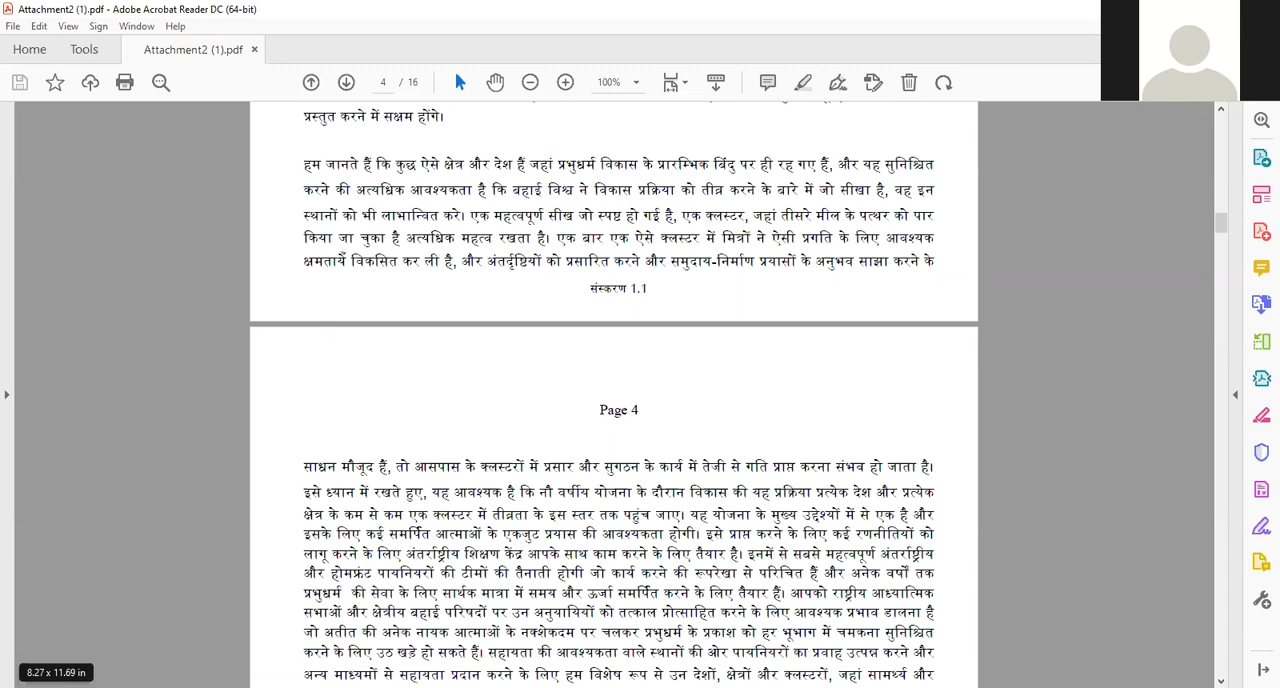 Attachment2 (1).pdf - Adobe Acrobat Reader DC (64-bit)
File Edit View Sign Window Help
Home Tools Attachment2 (1).pdf ×
4 / 16 100%
प्रस्तुत करने में सक्षम होंगे।
हम जानते हैं कि कुछ ऐसे क्षेत्र और देश हैं जहां प्रभुधर्म विकास के प्रारम्भिक बिंदु पर ही रह गए हैं, और यह सुनिश्चित
करने की अत्यधिक आवश्यकता है कि बहाई विश्व ने विकास प्रक्रिया को तीव्र करने के बारे में जो सीखा है, वह इन
स्थानों को भी लाभान्वित करे। एक महत्वपूर्ण सीख जो स्पष्ट हो गई है, एक क्लस्टर, जहां तीसरे मील के पत्थर को पार
किया जा चुका है अत्यधिक महत्व रखता है। एक बार एक ऐसे क्लस्टर में मित्रों ने ऐसी प्रगति के लिए आवश्यक
क्षमतायेँ विकसित कर ली है, और अंतर्दृष्टियों को प्रसारित करने और समुदाय-निर्माण प्रयासों के अनुभव साझा करने के
संस्करण 1.1
Page 4
साधन मौजूद हैं, तो आसपास के क्लस्टरों में प्रसार और सुगठन के कार्य में तेजी से गति प्राप्त करना संभव हो जाता है।
इसे ध्यान में रखते हुए, यह आवश्यक है कि नौ वर्षीय योजना के दौरान विकास की यह प्रक्रिया प्रत्येक देश और प्रत्येक
क्षेत्र के कम से कम एक क्लस्टर में तीव्रता के इस स्तर तक पहुंच जाए। यह योजना के मुख्य उद्देश्यों में से एक है और
इसके लिए कई समर्पित आत्माओं के एकजुट प्रयास की आवश्यकता होगी। इसे प्राप्त करने के लिए कई रणनीतियों को
लागू करने के लिए अंतर्राष्ट्रीय शिक्षण केंद्र आपके साथ काम करने के लिए तैयार है। इनमें से सबसे महत्वपूर्ण अंतर्राष्ट्रीय
और होमफ्रंट पायनियरों की टीमों की तैनाती होगी जो कार्य करने की रूपरेखा से परिचित हैं और अनेक वर्षों तक
प्रभुधर्म की सेवा के लिए सार्थक मात्रा में समय और ऊर्जा समर्पित करने के लिए तैयार हैं। आपको राष्ट्रीय आध्यात्मिक
सभाओं और क्षेत्रीय बहाई परिषदों पर उन अनुयायियों को तत्काल प्रोत्साहित करने के लिए आवश्यक प्रभाव डालना है
जो अतीत की अनेक नायक आत्माओं के नक्शेकदम पर चलकर प्रभुधर्म के प्रकाश को हर भूभाग में चमकना सुनिश्चित
करने के लिए उठ खड़े हो सकते हैं। सहायता की आवश्यकता वाले स्थानों की ओर पायनियरों का प्रवाह उत्पन्न करने और
अन्य माध्यमों से सहायता प्रदान करने के लिए हम विशेष रूप से उन देशों, क्षेत्रों और क्लस्टरों, जहां सामर्थ्य और
8.27 x 11.69 in